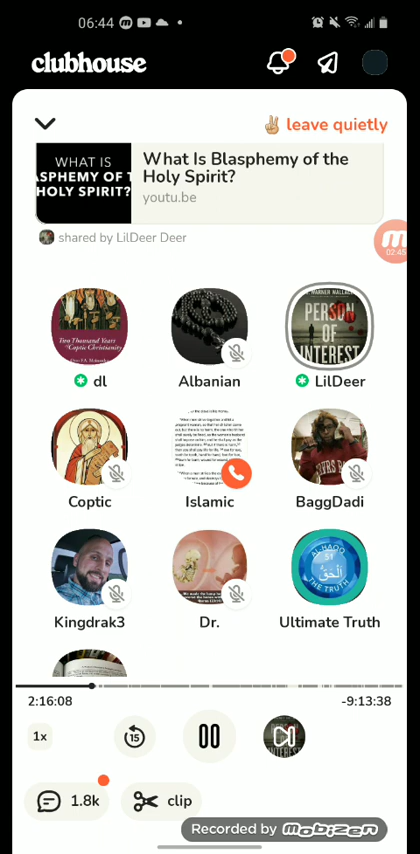 06:44
clubhouse
✌🏼 leave quietly
WHAT IS
HOLY SPIRIT?
What Is Blasphemy of the
Holy Spirit?
youtu.be
shared by LilDeer Deer
02:45
PERSON
OF
INTEREST
Two Thousand Years
of Coptic Christianity
dl
Albanian
LilDeer
Coptic
Islamic
BaggDadi
AL-HAQQ
51
الحق
THE TRUTH
Kingdrak3
Dr.
Ultimate Truth
2:16:08
-9:13:38
1x
15
1.8k
clip
Recorded by mobizen